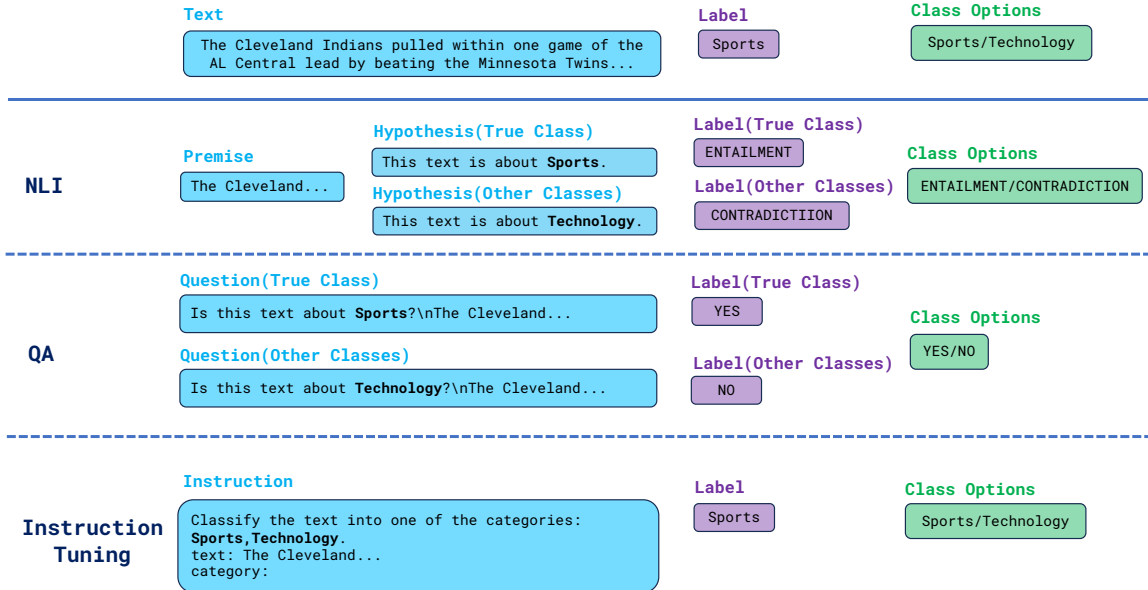 Text
Label
Class Options
The Cleveland Indians pulled within one game of the
AL Central lead by beating the Minnesota Twins...
Sports
Sports/Technology
NLI
Premise
The Cleveland...
Hypothesis(True Class)
This text is about Sports.
Hypothesis(Other Classes)
This text is about Technology.
Label(True Class)
ENTAILMENT
Label(Other Classes)
CONTRADICTIION
Class Options
ENTAILMENT/CONTRADICTION
QA
Question(True Class)
Is this text about Sports?\nThe Cleveland...
Question(Other Classes)
Is this text about Technology?\nThe Cleveland...
Label(True Class)
YES
Label(Other Classes)
NO
Class Options
YES/NO
Instruction
Tuning
Instruction
Classify the text into one of the categories:
Sports,Technology.
text: The Cleveland...
category:
Label
Sports
Class Options
Sports/Technology